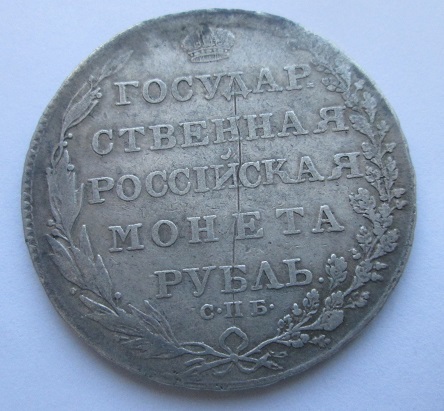 ГОСУДАР
СТВЕННАЯ
РОССІЙСКАЯ
МОНЕТА
РУБЛЬ.
С·П·Б·